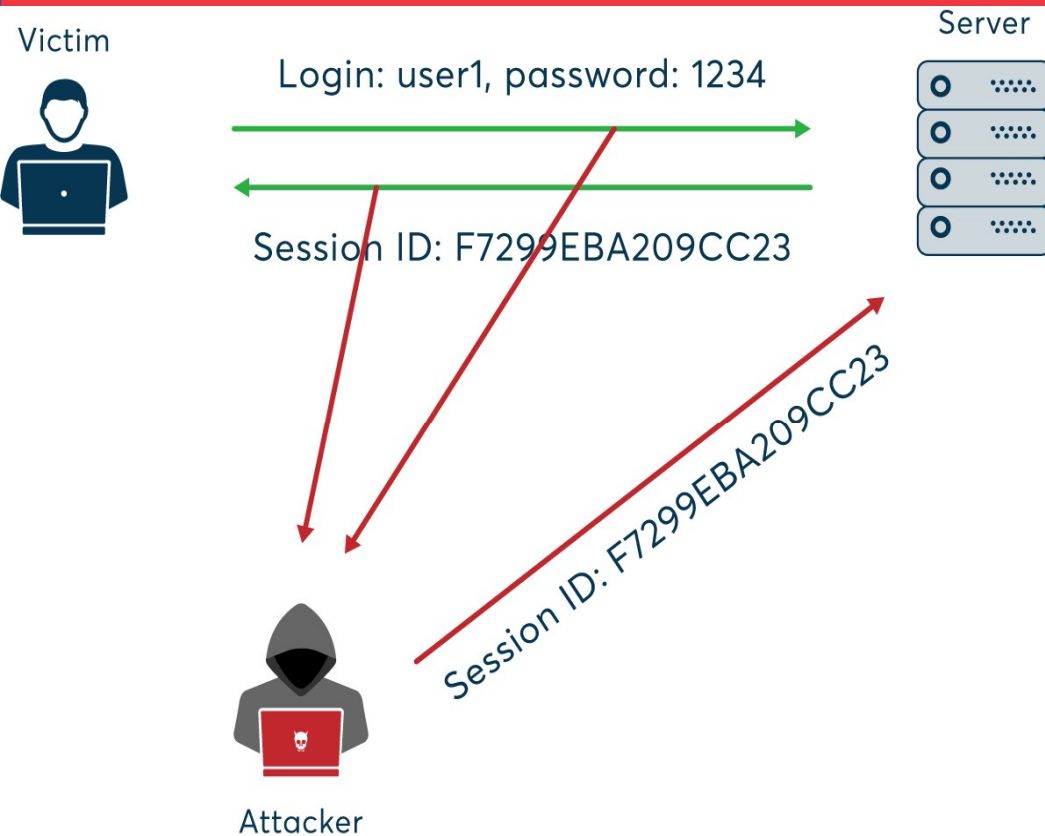 Victim
Server
Login: user1, password: 1234
Session ID: F7299EBA209CC23
Session ID: F7299EBA209CC23
Attacker